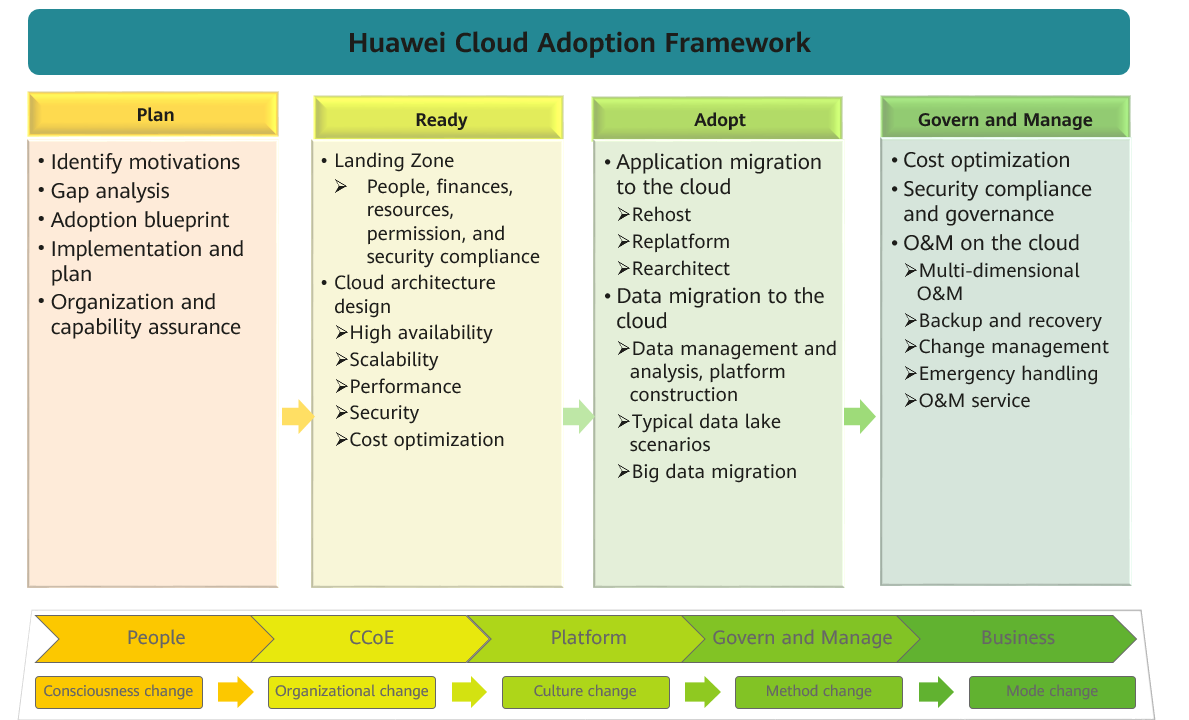 Huawei Cloud Adoption Framework
Plan
• Identify motivations
• Gap analysis
• Adoption blueprint
• Implementation and
plan
• Organization and
capability assurance
Ready
• Landing Zone
➢ People, finances,
resources,
permission, and
security compliance
• Cloud architecture
design
➢High availability
➢Scalability
➢Performance
➢Security
➢Cost optimization
Adopt
• Application migration
to the cloud
➢Rehost
➢Replatform
➢Rearchitect
• Data migration to the
cloud
➢Data management and
analysis, platform
construction
➢Typical data lake
scenarios
➢Big data migration
Govern and Manage
• Cost optimization
• Security compliance
and governance
• O&M on the cloud
➢Multi-dimensional
O&M
➢Backup and recovery
➢Change management
➢Emergency handling
➢O&M service
People
CCoE
Platform
Govern and Manage
Business
Consciousness change
Organizational change
Culture change
Method change
Mode change